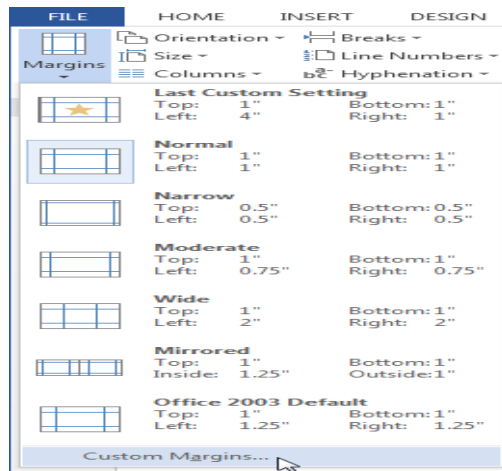 FILE HOME INSERT DESIGN
Margins
Orientation
Breaks
Size
Line Numbers
Columns
Hyphenation
Last Custom Setting
Top: 1" Bottom: 1"
Left: 4" Right: 1"
Normal
Top: 1" Bottom: 1"
Left: 1" Right: 1"
Narrow
Top: 0.5" Bottom: 0.5"
Left: 0.5" Right: 0.5"
Moderate
Top: 1" Bottom: 1"
Left: 0.75" Right: 0.75"
Wide
Top: 1" Bottom: 1"
Left: 2" Right: 2"
Mirrored
Top: 1" Bottom: 1"
Inside: 1.25" Outside: 1"
Office 2003 Default
Top: 1" Bottom: 1"
Left: 1.25" Right: 1.25"
Custom Margins...